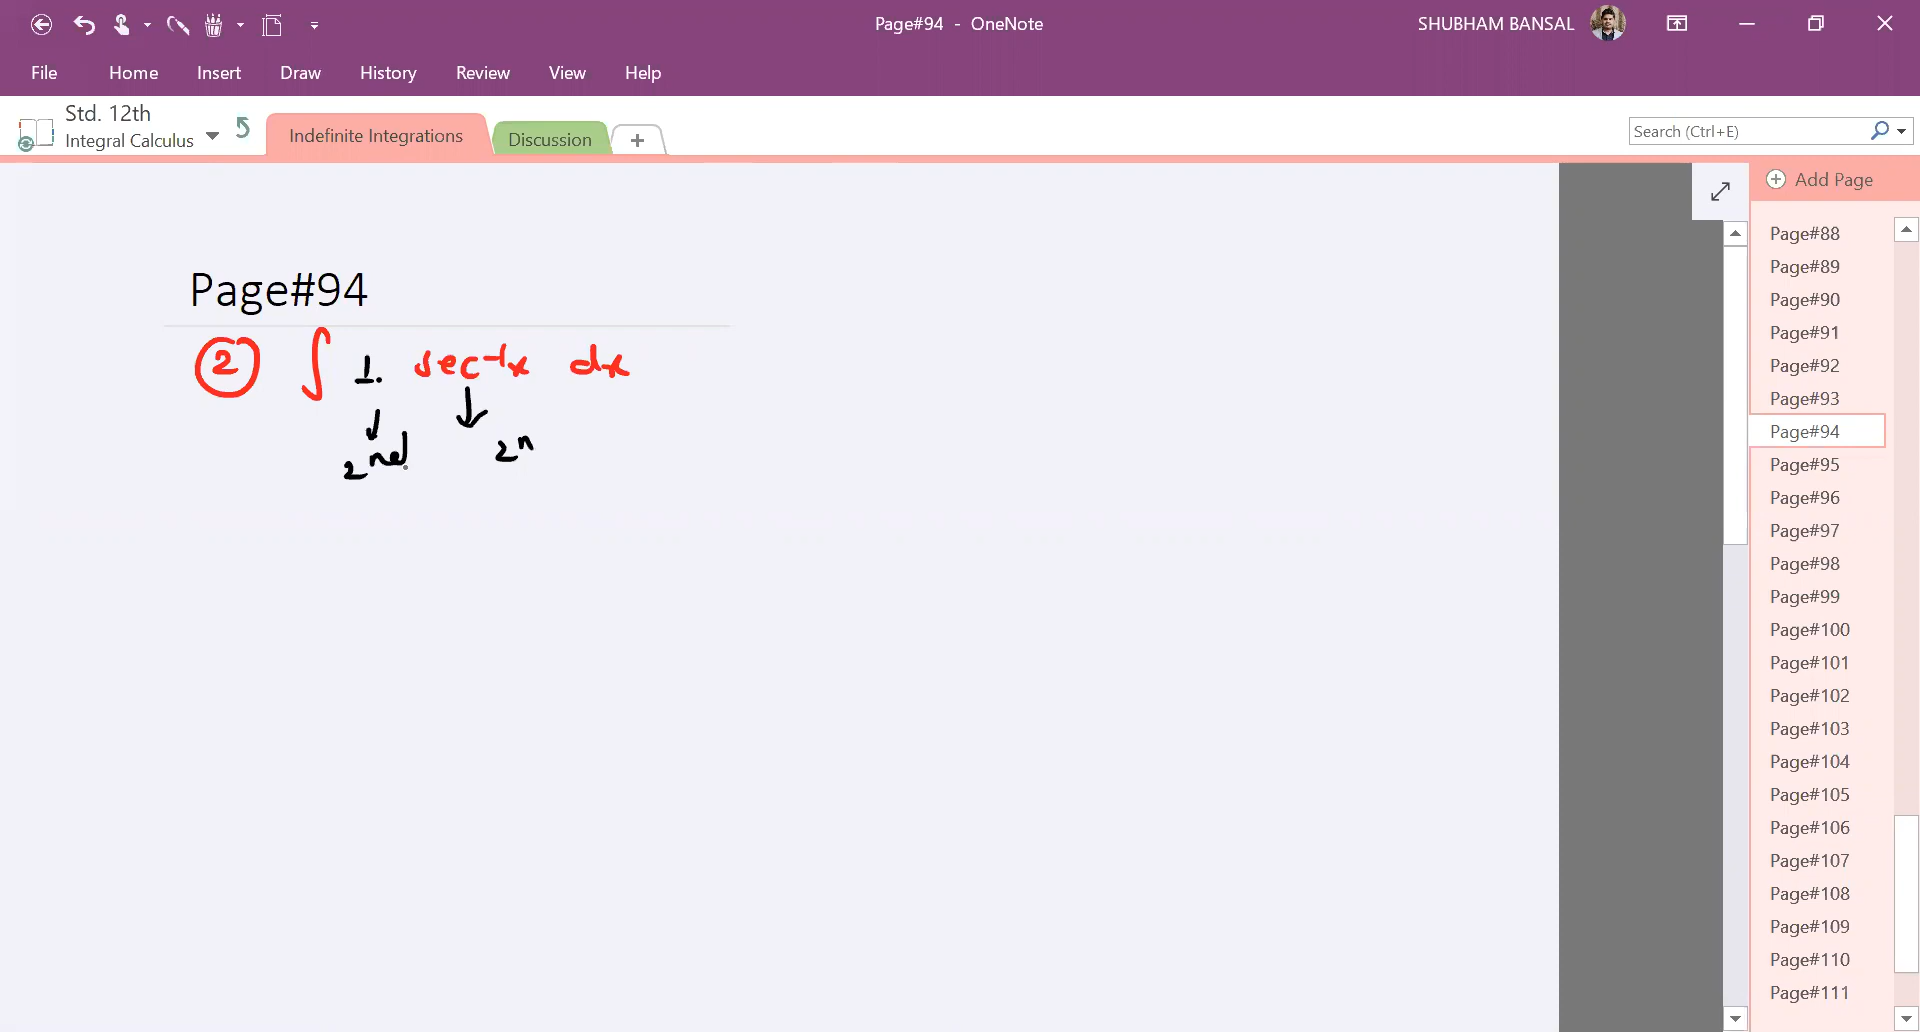 Page#94 - OneNote
SHUBHAM BANSAL
File Home Insert Draw History Review View Help
Std. 12th
Integral Calculus
Indefinite Integrations
Discussion
+
Search (Ctrl+E)
Add Page
Page#94
② ∫ 1. sec-1x dx
↓ ↓
2nd 2n
Page#88
Page#89
Page#90
Page#91
Page#92
Page#93
Page#94
Page#95
Page#96
Page#97
Page#98
Page#99
Page#100
Page#101
Page#102
Page#103
Page#104
Page#105
Page#106
Page#107
Page#108
Page#109
Page#110
Page#111